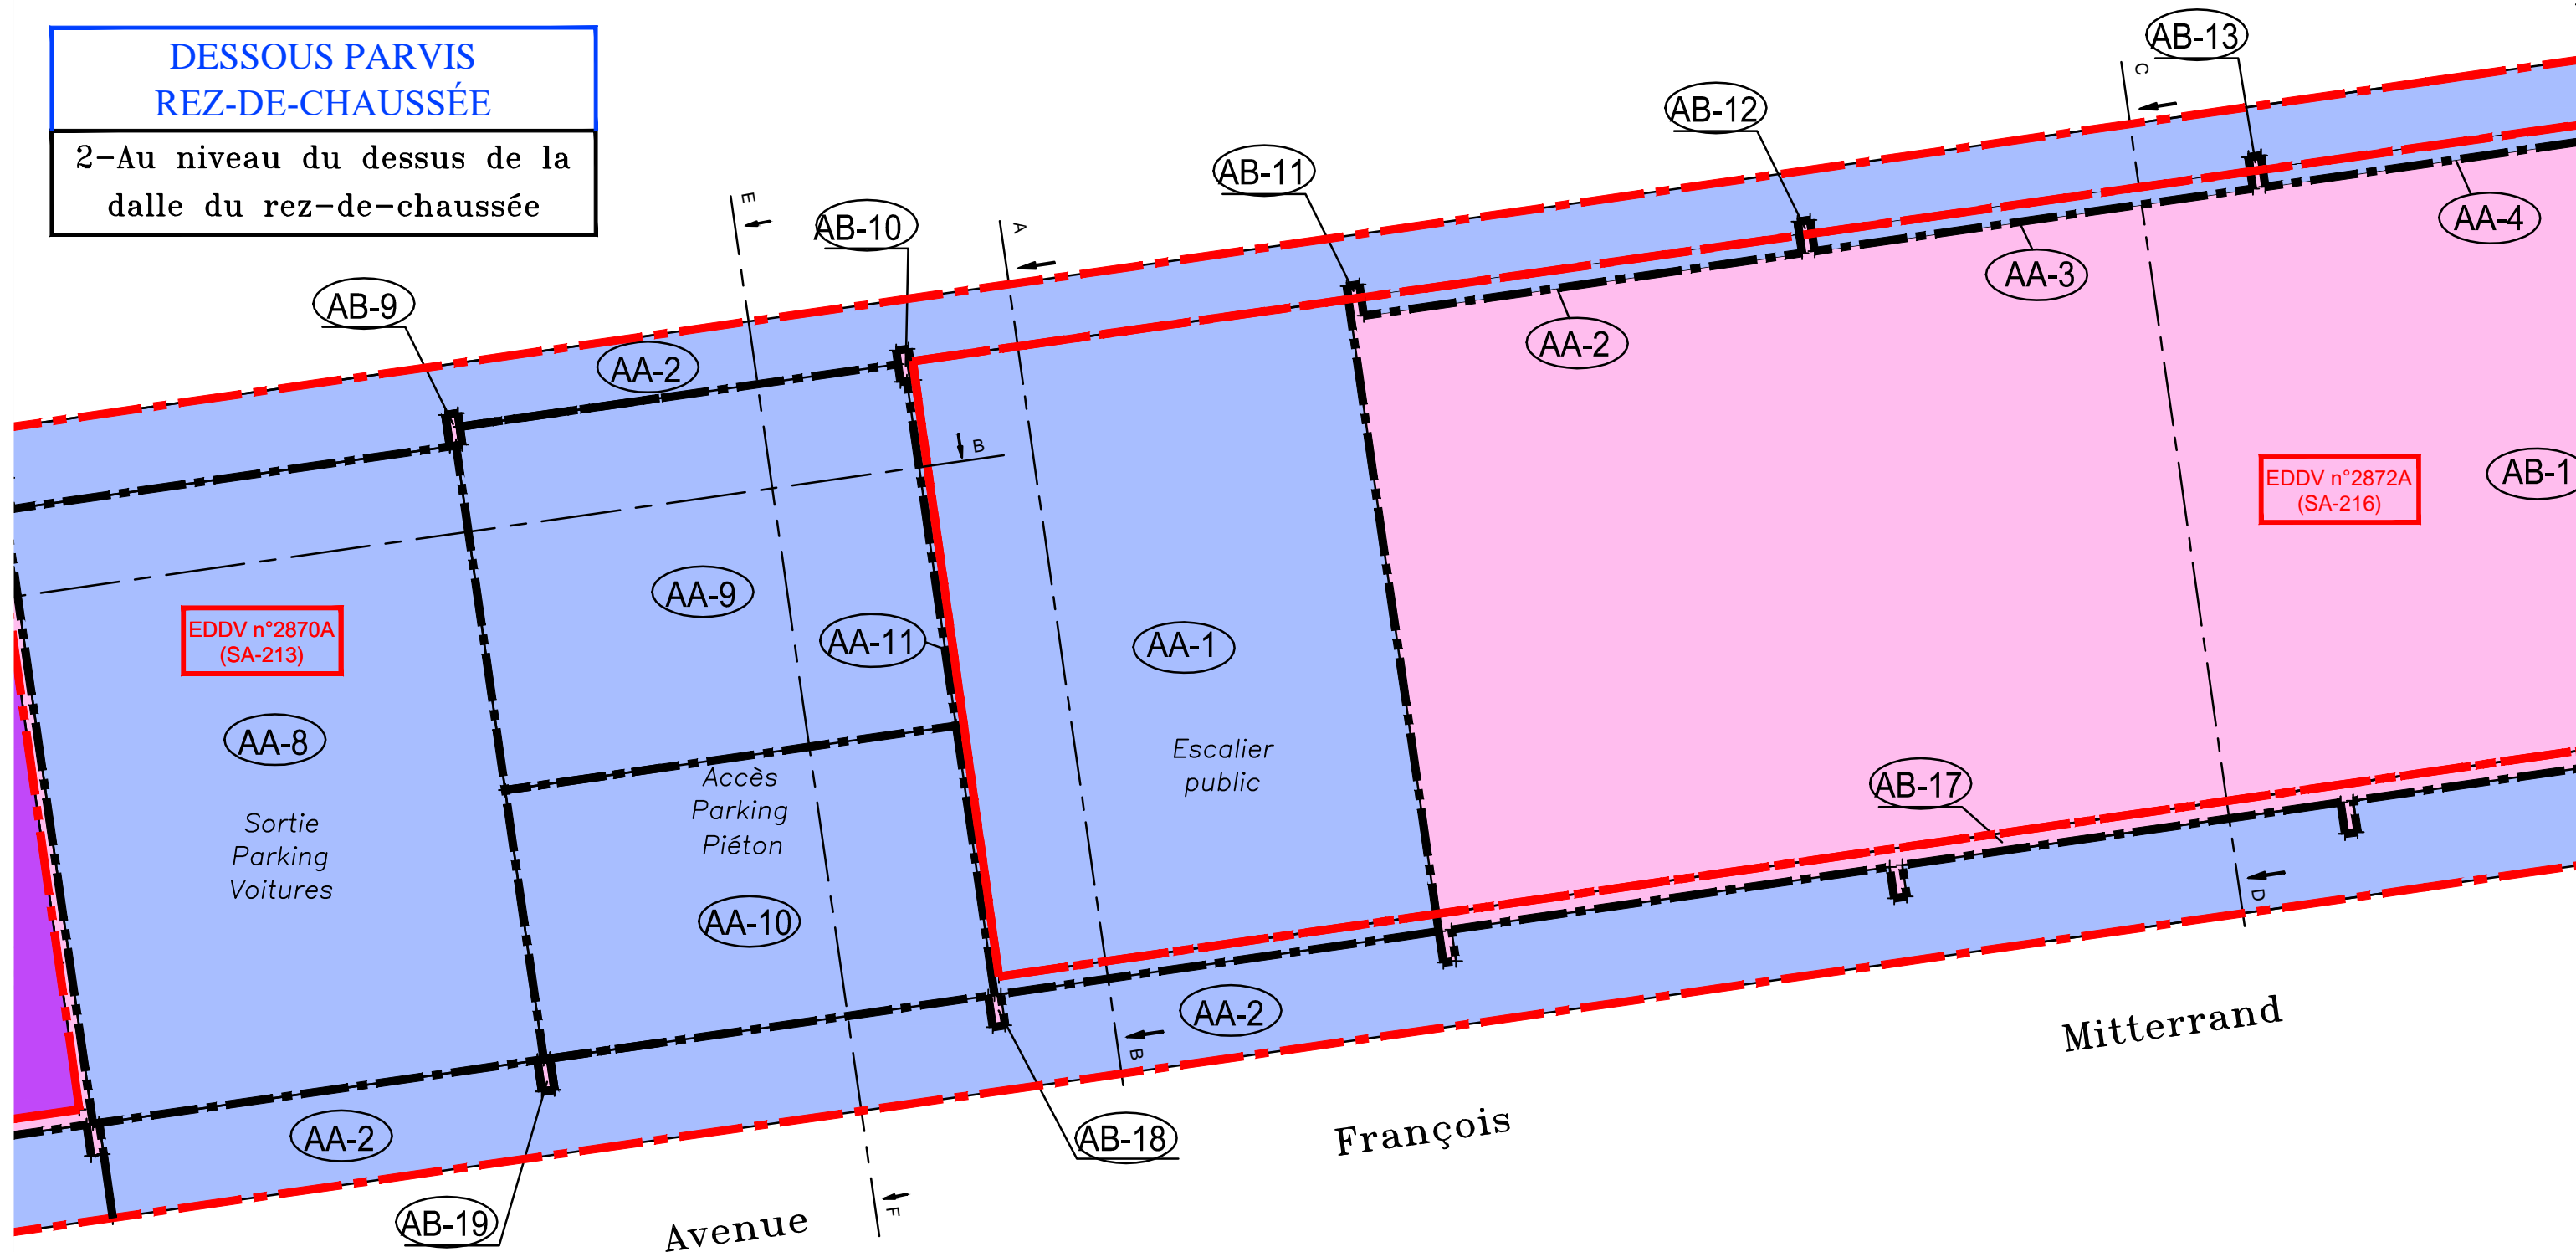 DESSOUS PARVIS
REZ-DE-CHAUSSÉE
2-Au niveau du dessus de la
dalle du rez-de-chaussée
AB-13
C
AB-12
AB-11
E
A
AB-10
AA-4
AA-3
AB-9
AA-2
AA-2
B
AB-1
EDDV n°2872A
(SA-216)
AA-9
EDDV n°2870A
(SA-213)
AA-11
AA-1
AA-8
Escalier
public
Accès
Parking
Piéton
AB-17
Sortie
Parking
Voitures
AA-10
D
AA-2
B
AA-2
AB-18
AB-19
F
Avenue François Mitterrand